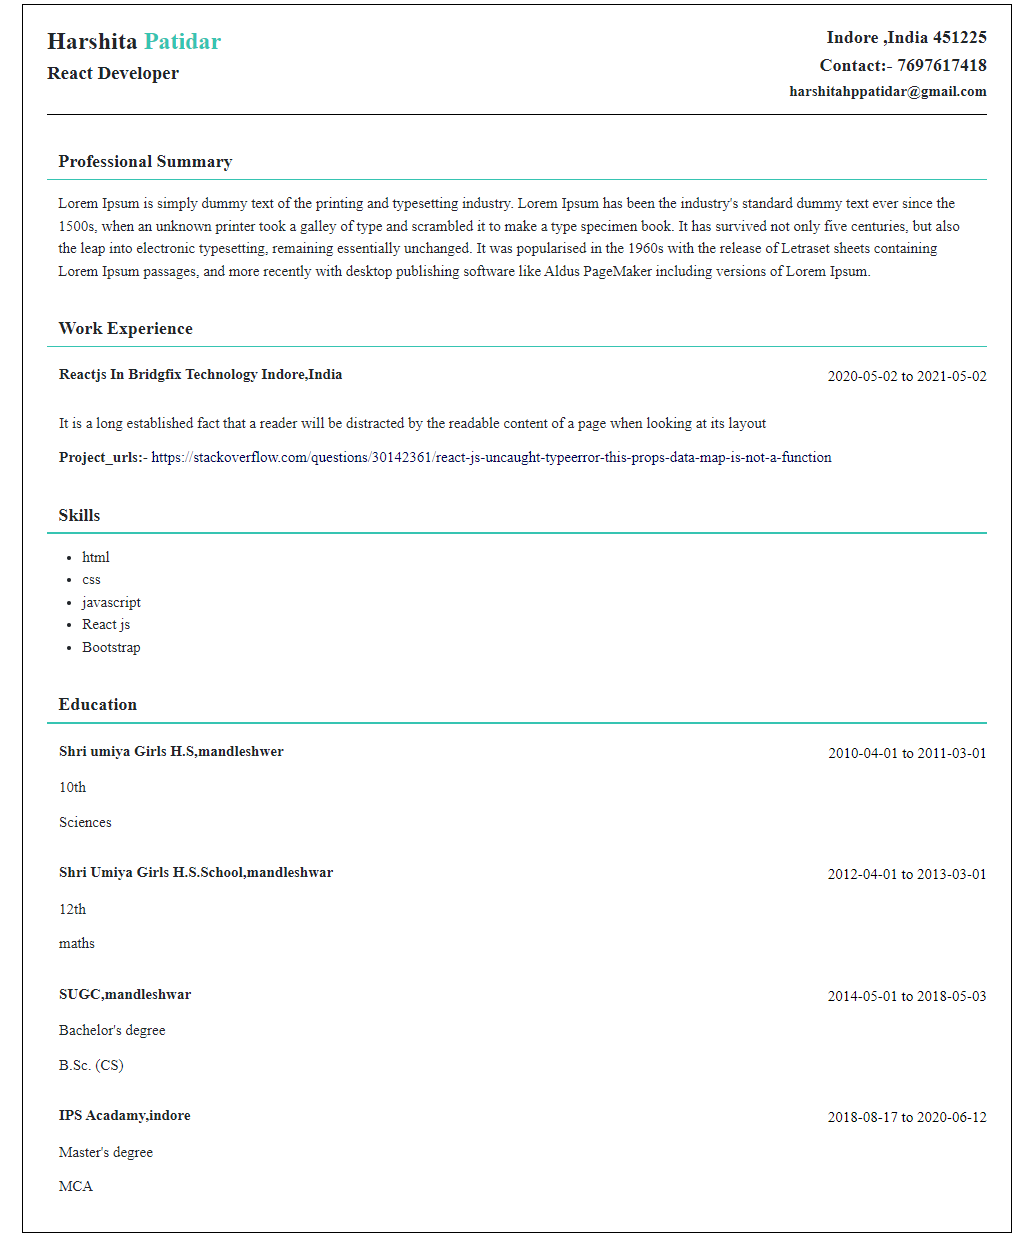 Harshita Patidar
React Developer
Indore ,India 451225
Contact:- 7697617418
harshitahppatidar@gmail.com
Professional Summary
Lorem Ipsum is simply dummy text of the printing and typesetting industry. Lorem Ipsum has been the industry's standard dummy text ever since the
1500s, when an unknown printer took a galley of type and scrambled it to make a type specimen book. It has survived not only five centuries, but also
the leap into electronic typesetting, remaining essentially unchanged. It was popularised in the 1960s with the release of Letraset sheets containing
Lorem Ipsum passages, and more recently with desktop publishing software like Aldus PageMaker including versions of Lorem Ipsum.
Work Experience
Reactjs In Bridgfix Technology Indore,India
2020-05-02 to 2021-05-02
It is a long established fact that a reader will be distracted by the readable content of a page when looking at its layout
Project_urls:- https://stackoverflow.com/questions/30142361/react-js-uncaught-typeerror-this-props-data-map-is-not-a-function
Skills
• html
• css
• javascript
• React js
• Bootstrap
Education
Shri umiya Girls H.S,mandleshwer
2010-04-01 to 2011-03-01
10th
Sciences
Shri Umiya Girls H.S.School,mandleshwar
2012-04-01 to 2013-03-01
12th
maths
SUGC,mandleshwar
2014-05-01 to 2018-05-03
Bachelor's degree
B.Sc. (CS)
IPS Acadamy,indore
2018-08-17 to 2020-06-12
Master's degree
MCA